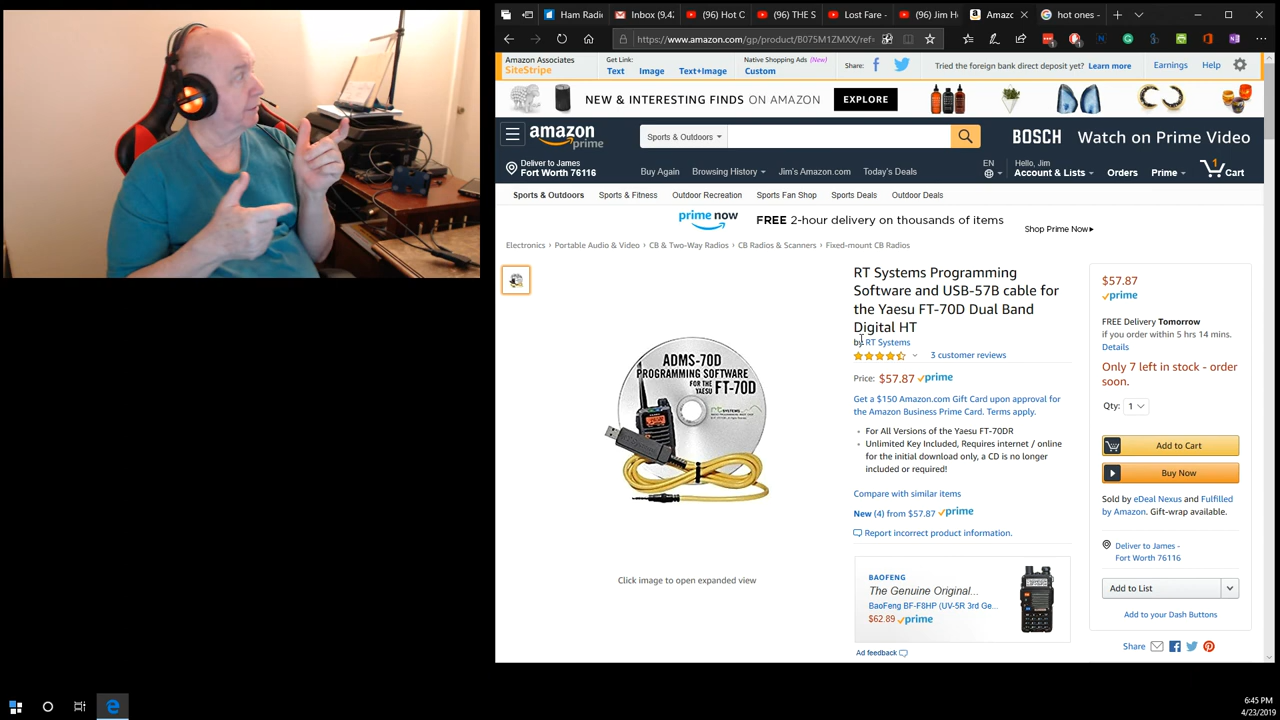 Ham Radi
Inbox (9,4
(96) Hot C
(96) THE S
Lost Fare -
(96) Jim H
Amaz
hot ones -
https://www.amazon.com/gp/product/B075M1ZMXX/ref=
Amazon Associates
SiteStripe
Get Link:
Text
Image
Text+Image
Native Shopping Ads (New)
Custom
Share:
Tried the foreign bank direct deposit yet? Learn more
Earnings
Help
NEW & INTERESTING FINDS ON AMAZON
EXPLORE
amazon
prime
Sports & Outdoors
BOSCH
Watch on Prime Video
Deliver to James
Fort Worth 76116
Buy Again
Browsing History
Jim's Amazon.com
Today's Deals
EN
Hello, Jim
Account & Lists
Orders
Prime
1
Cart
Sports & Outdoors
Sports & Fitness
Outdoor Recreation
Sports Fan Shop
Sports Deals
Outdoor Deals
prime now
FREE 2-hour delivery on thousands of items
Shop Prime Now
Electronics › Portable Audio & Video › CB & Two-Way Radios › CB Radios & Scanners › Fixed-mount CB Radios
RT Systems Programming
Software and USB-57B cable for
the Yaesu FT-70D Dual Band
Digital HT
by RT Systems
3 customer reviews
Price: $57.87 prime
Get a $150 Amazon.com Gift Card upon approval for
the Amazon Business Prime Card. Terms apply.
• For All Versions of the Yaesu FT-70DR
• Unlimited Key Included, Requires internet / online
for the initial download only, a CD is no longer
included or required!
Compare with similar items
New (4) from $57.87 prime
Report incorrect product information.
ADMS-70D
PROGRAMMING SOFTWARE
FOR THE
YAESU
FT-70D
Click image to open expanded view
BAOFENG
The Genuine Original...
BaoFeng BF-F8HP (UV-5R 3rd Ge...
$62.89 prime
Ad feedback
$57.87
prime
FREE Delivery Tomorrow
if you order within 5 hrs 14 mins.
Details
Only 7 left in stock - order
soon.
Qty: 1
Add to Cart
Buy Now
Sold by eDeal Nexus and Fulfilled
by Amazon. Gift-wrap available.
Deliver to James -
Fort Worth 76116
Add to List
Add to your Dash Buttons
Share
6:45 PM
4/23/2019